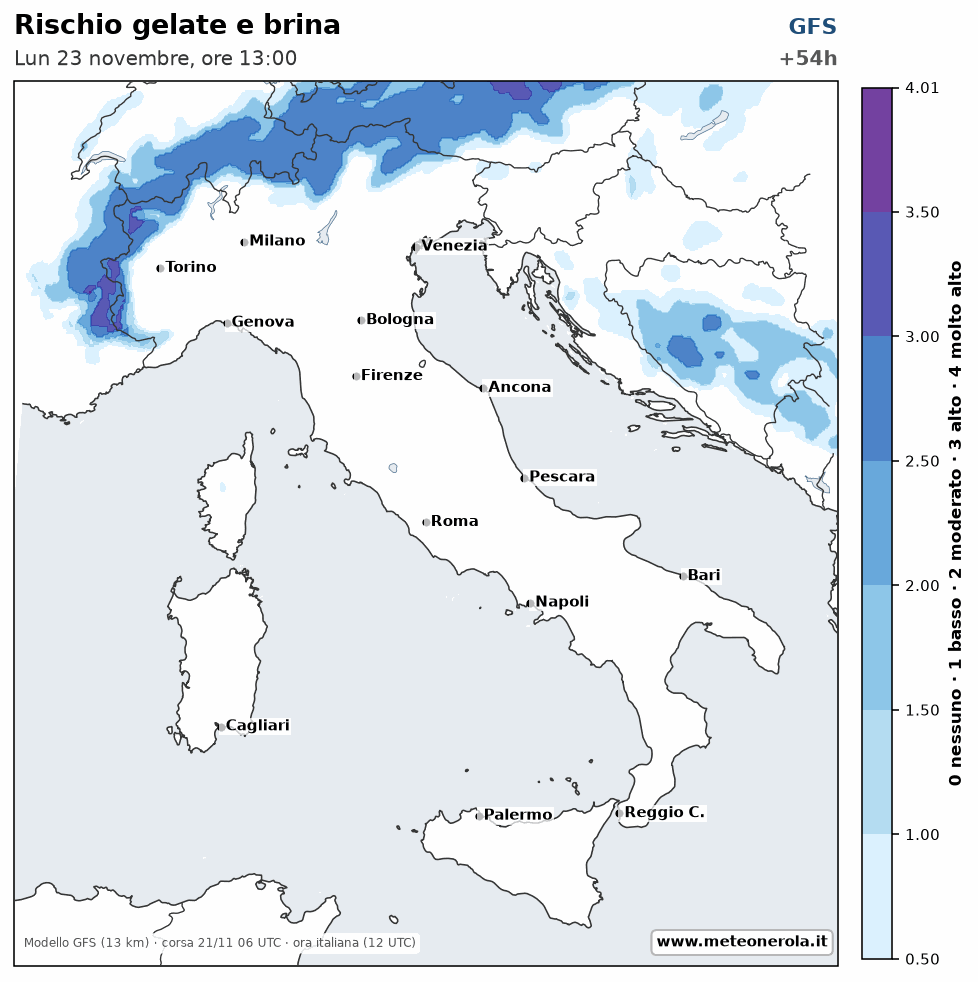 Rischio gelate e brina
GFS
Lun 23 novembre, ore 13:00
+54h
4.01
3.50
3.00
2.50
2.00
1.50
1.00
0.50
0 nessuno · 1 basso · 2 moderato · 3 alto · 4 molto alto
Milano
Venezia
Torino
Genova
Bologna
Firenze
Ancona
Pescara
Roma
Bari
Napoli
Cagliari
Palermo
Reggio C.
Modello GFS (13 km) · corsa 21/11 06 UTC · ora italiana (12 UTC)
www.meteonerola.it